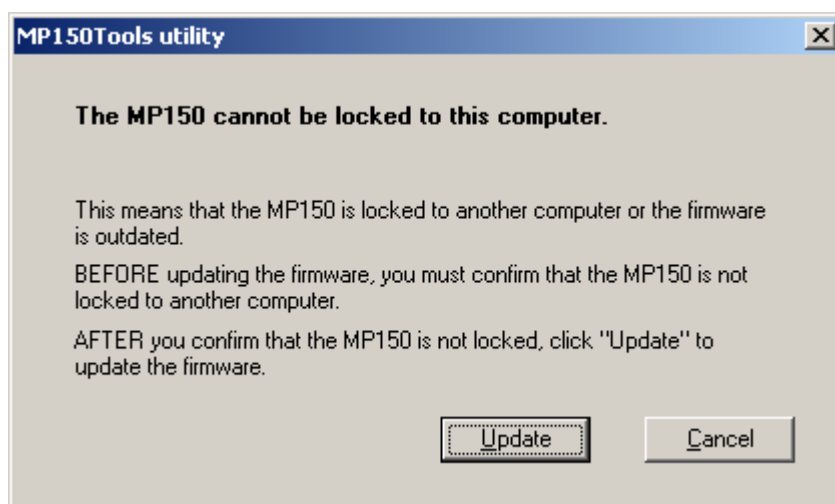 MP150Tools utility
The MP150 cannot be locked to this computer.
This means that the MP150 is locked to another computer or the firmware
is outdated.
BEFORE updating the firmware, you must confirm that the MP150 is not
locked to another computer.
AFTER you confirm that the MP150 is not locked, click "Update" to
update the firmware.
Update Cancel